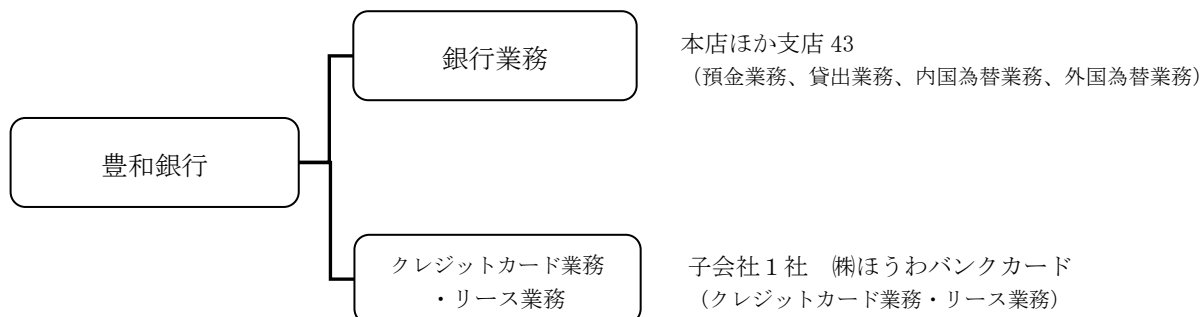 銀行業務
本店ほか支店 43
（預金業務、貸出業務、内国為替業務、外国為替業務）
豊和銀行
クレジットカード業務
・リース業務
子会社１社　㈱ほうわバンクカード
（クレジットカード業務・リース業務）